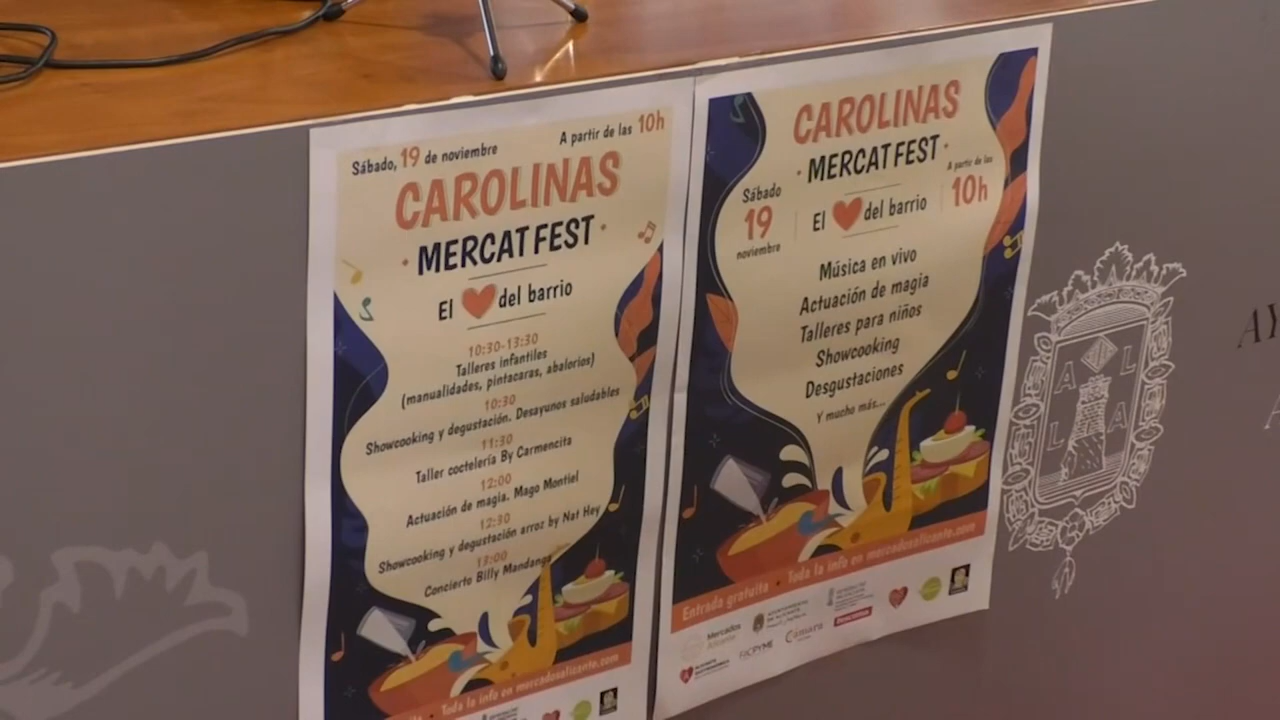 Sábado, 19 de noviembre
A partir de las 10h
CAROLINAS
· MERCAT FEST ·
El del barrio
10:30-13:30
Talleres infantiles
(manualidades, pintacaras, abalorios)
10:30
Showcooking y degustación. Desayunos saludables
11:30
Taller coctelería By Carmencita
12:00
Actuación de magia. Mago Montiel
12:30
Showcooking y degustación arroz by Nat Hey
13:00
Concierto Billy Mandanga
· Toda la info en mercadosalicante.com
CAROLINAS
· MERCAT FEST ·
Sábado
19
noviembre
El del barrio
A partir de las
10h
Música en vivo
Actuación de magia
Talleres para niños
Showcooking
Desgustaciones
Y mucho más...
Entrada gratuita · Toda la info en mercadosalicante.com
Mercados
Alicante
FACPYME
Cámara
A L
L A
AY